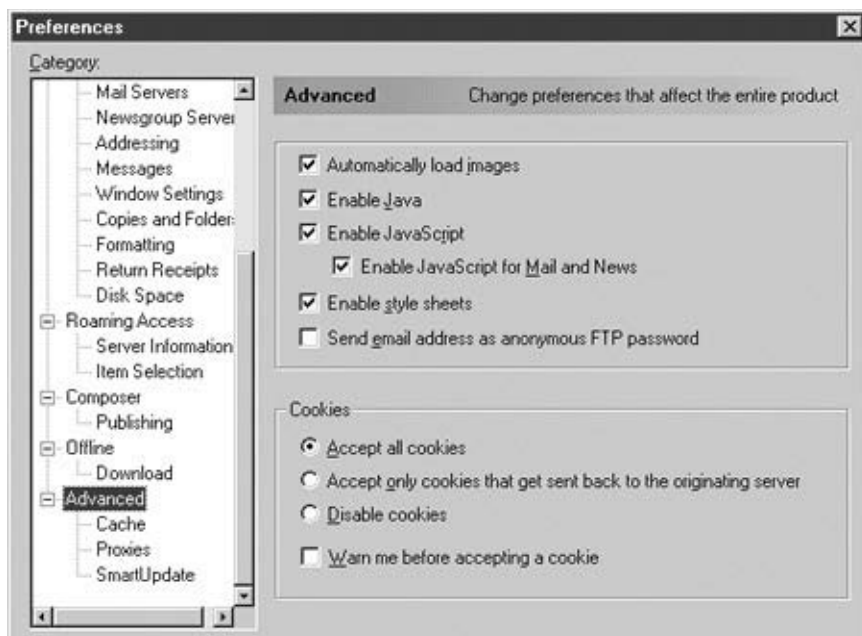 Preferences
Category:
Mail Servers
Newsgroup Server
Addressing
Messages
Window Settings
Copies and Folder
Formatting
Return Receipts
Disk Space
Roaming Access
Server Information
Item Selection
Composer
Publishing
Offline
Download
Advanced
Cache
Proxies
SmartUpdate
Advanced Change preferences that affect the entire product
Automatically load images
Enable Java
Enable JavaScript
Enable JavaScript for Mail and News
Enable style sheets
Send email address as anonymous FTP password
Cookies
Accept all cookies
Accept only cookies that get sent back to the originating server
Disable cookies
Warn me before accepting a cookie